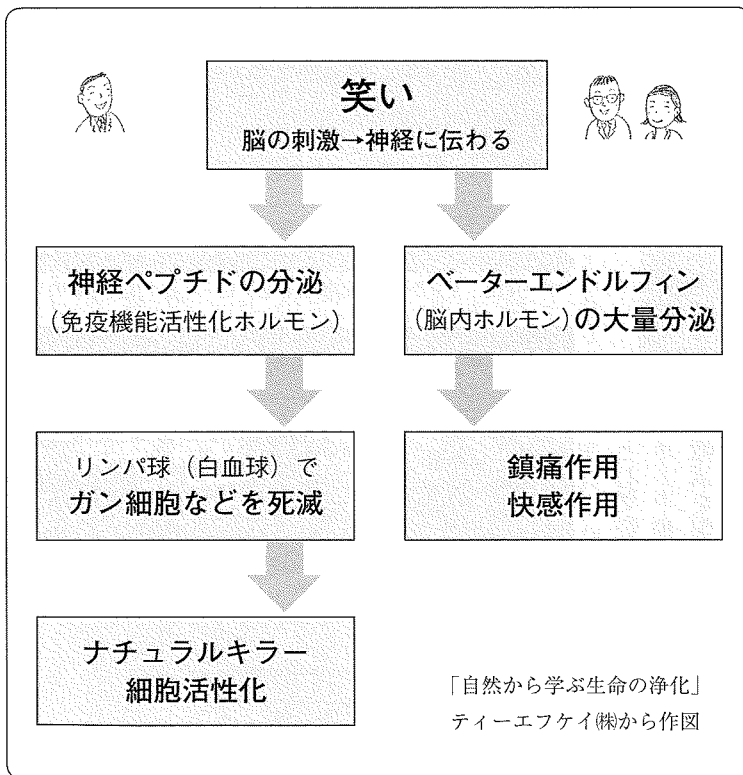 笑い
脳の刺激→神経に伝わる
神経ペプチドの分泌
（免疫機能活性化ホルモン）
ベーターエンドルフィン
（脳内ホルモン）の大量分泌
リンパ球（白血球）で
ガン細胞などを死滅
鎮痛作用
快感作用
ナチュラルキラー
細胞活性化
「自然から学ぶ生命の浄化」
ティーエフケイ㈱から作図